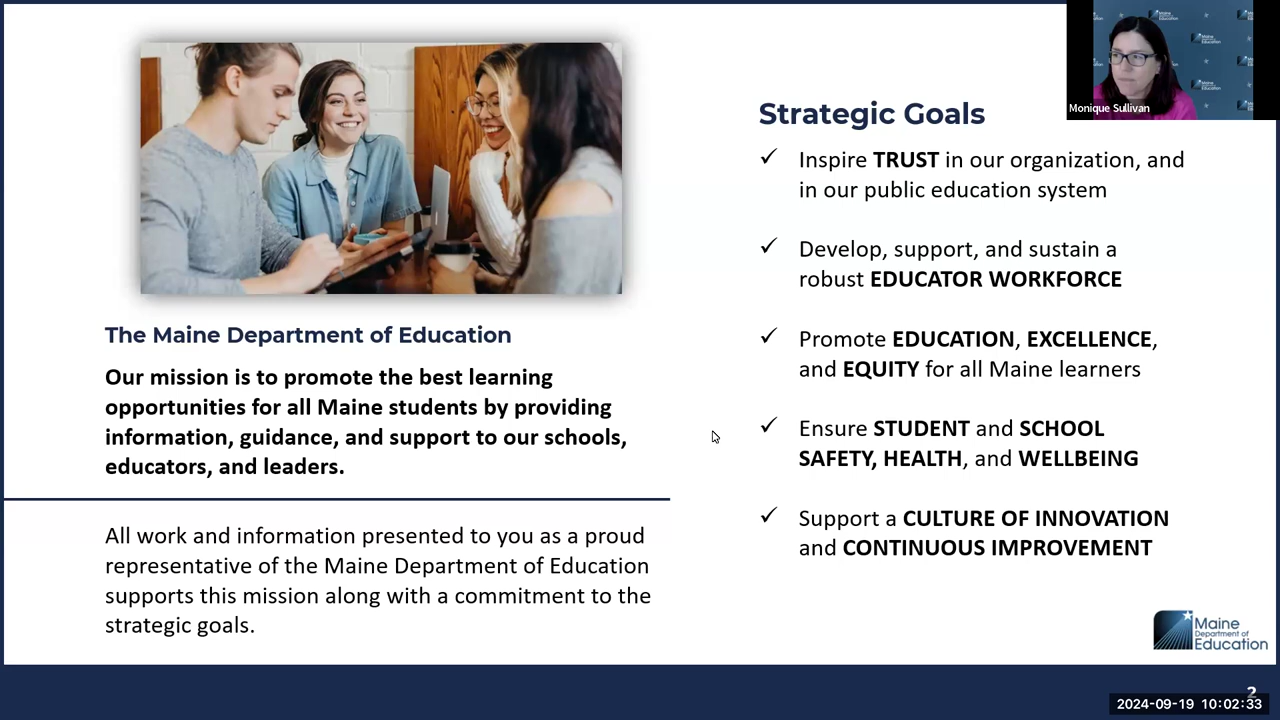 Strategic Goals
Inspire TRUST in our organization, and
in our public education system
Develop, support, and sustain a
robust EDUCATOR WORKFORCE
Promote EDUCATION, EXCELLENCE,
and EQUITY for all Maine learners
Ensure STUDENT and SCHOOL
SAFETY, HEALTH, and WELLBEING
Support a CULTURE OF INNOVATION
and CONTINUOUS IMPROVEMENT
The Maine Department of Education
Our mission is to promote the best learning
opportunities for all Maine students by providing
information, guidance, and support to our schools,
educators, and leaders.
All work and information presented to you as a proud
representative of the Maine Department of Education
supports this mission along with a commitment to the
strategic goals.
Monique Sullivan
Maine
Department of
Education
2
2024-09-19 10:02:33